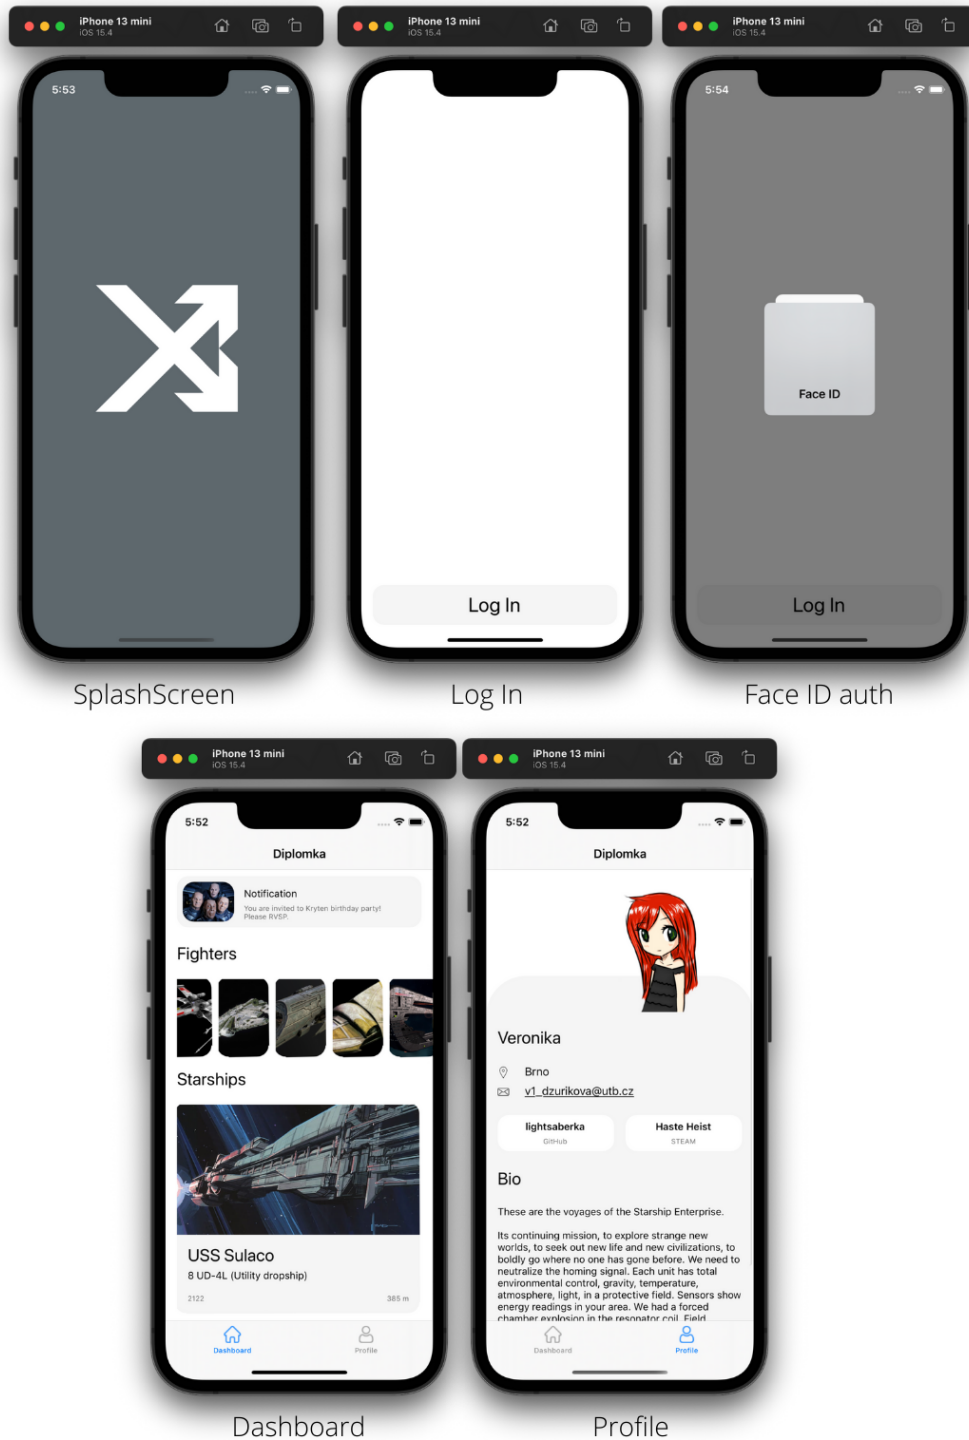 iPhone 13 mini
iOS 15.4
iPhone 13 mini
iOS 15.4
iPhone 13 mini
iOS 15.4
5:53
5:54
Face ID
Log In
Log In
SplashScreen
Log In
Face ID auth
iPhone 13 mini
iOS 15.4
iPhone 13 mini
iOS 15.4
5:52
Diplomka
Notification
You are invited to Kryten birthday party!
Please RVSP.
Fighters
Starships
USS Sulaco
8 UD-4L (Utility dropship)
2122
385 m
Dashboard
Profile
5:52
Diplomka
Veronika
Brno
v1_dzurikova@utb.cz
lightsaberka
GitHub
Haste Heist
STEAM
Bio
These are the voyages of the Starship Enterprise.
Its continuing mission, to explore strange new
worlds, to seek out new life and new civilizations, to
boldly go where no one has gone before. We need to
neutralize the homing signal. Each unit has total
environmental control, gravity, temperature,
atmosphere, light, in a protective field. Sensors show
energy readings in your area. We had a forced
chamber explosion in the resonator coil. Field
Dashboard
Profile
Dashboard
Profile